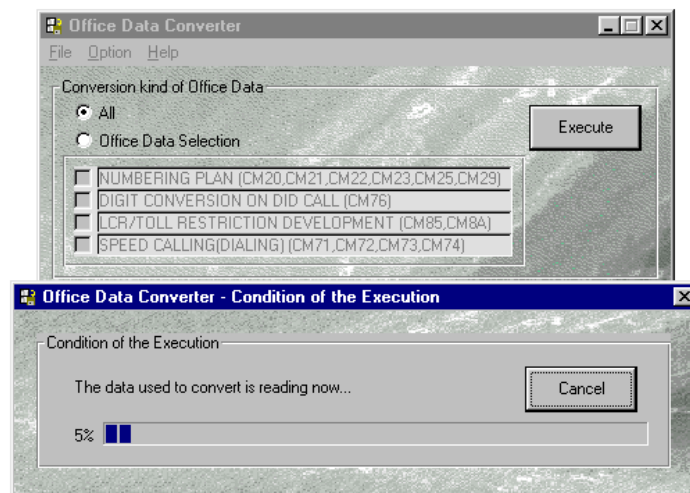 Office Data Converter
File Option Help
Conversion kind of Office Data
All
Office Data Selection
Execute
NUMBERING PLAN (CM20,CM21,CM22,CM23,CM25,CM29)
DIGIT CONVERSION ON DID CALL (CM76)
LCR/TOLL RESTRICTION DEVELOPMENT (CM85,CM8A)
SPEED CALLING(DIALING) (CM71,CM72,CM73,CM74)
Office Data Converter - Condition of the Execution
Condition of the Execution
The data used to convert is reading now...
Cancel
5%